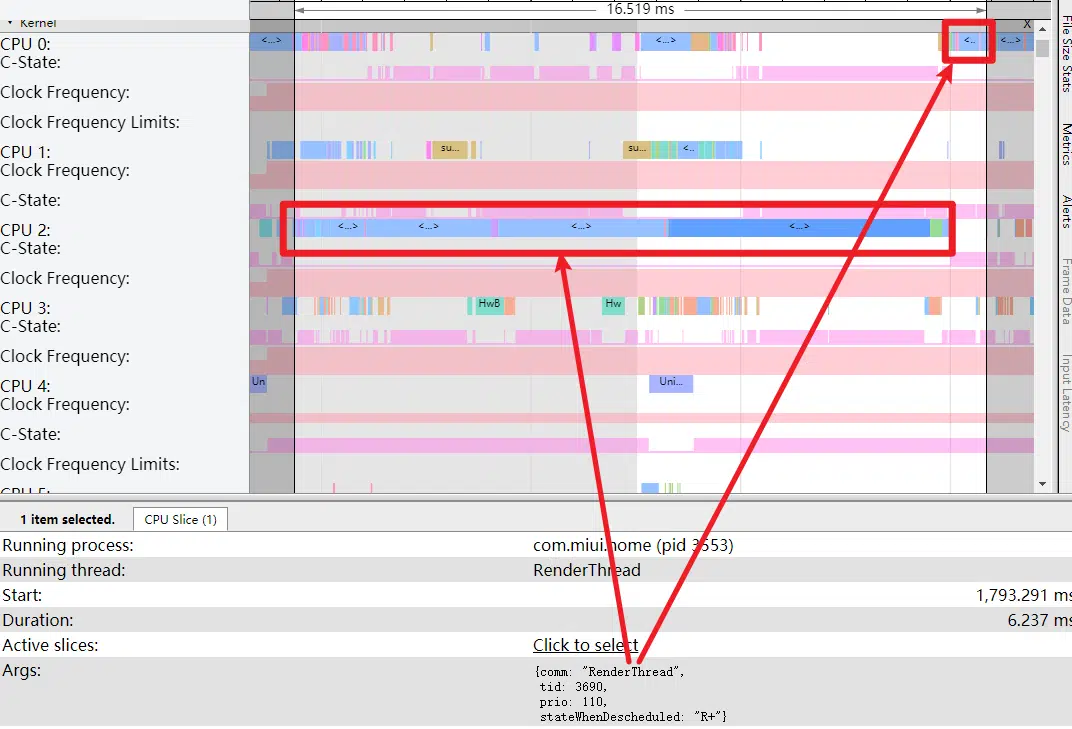 16.519 ms
Kernel
X
CPU 0:
<...>
<...>
<..
<...>
C-State:
Clock Frequency:
Clock Frequency Limits:
CPU 1:
su...
su...
<..
Clock Frequency:
C-State:
CPU 2:
<...>
<...>
<...>
<...>
C-State:
Clock Frequency:
CPU 3:
HwB
Hw
C-State:
Clock Frequency:
CPU 4:
Un
Uni...
Clock Frequency:
C-State:
Clock Frequency Limits:
CPU 5:
File Size Stats
Metrics
Alerts
Frame Data
Input Latency
1 item selected.
CPU Slice (1)
Running process:
com.miui.home (pid 3553)
Running thread:
RenderThread
Start:
1,793.291 ms
Duration:
6.237 ms
Active slices:
Click to select
Args:
{comm: "RenderThread",
tid: 3690,
prio: 110,
stateWhenDescheduled: "R+"}